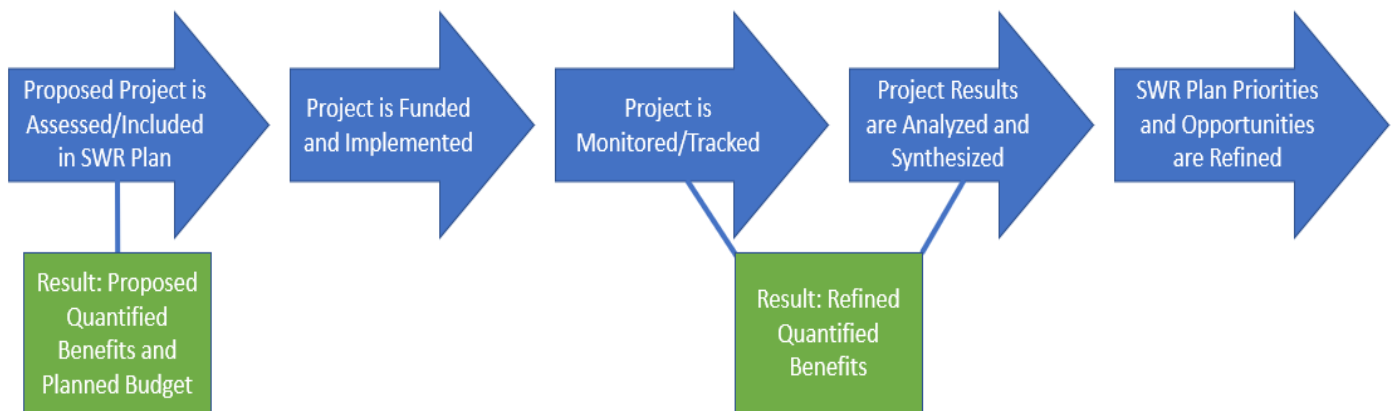 Proposed Project is
Assessed/Included
in SWR Plan
Project is Funded
and Implemented
Project is
Monitored/Tracked
Project Results
are Analyzed and
Synthesized
SWR Plan Priorities
and Opportunities
are Refined
Result: Proposed
Quantified
Benefits and
Planned Budget
Result: Refined
Quantified
Benefits